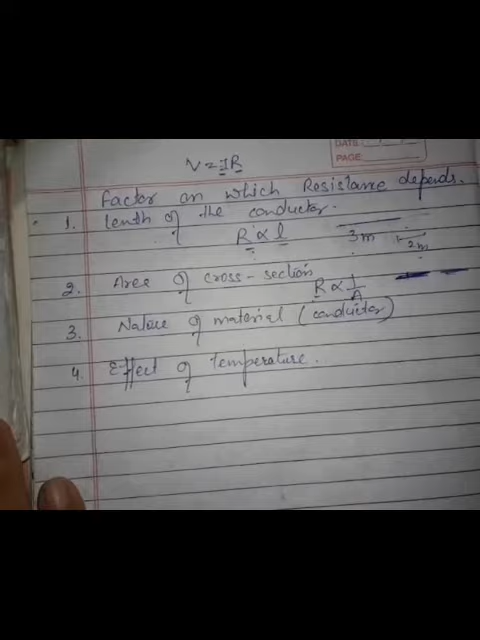 DATE
PAGE
V = IR
Factor on which Resistance depends.
1. Lenth of the conductor.
R ∝ l
3m
2m
2. Area of cross-section
R ∝ 1/A
3. Nature of material (conductor)
4. Effect of Temperature.